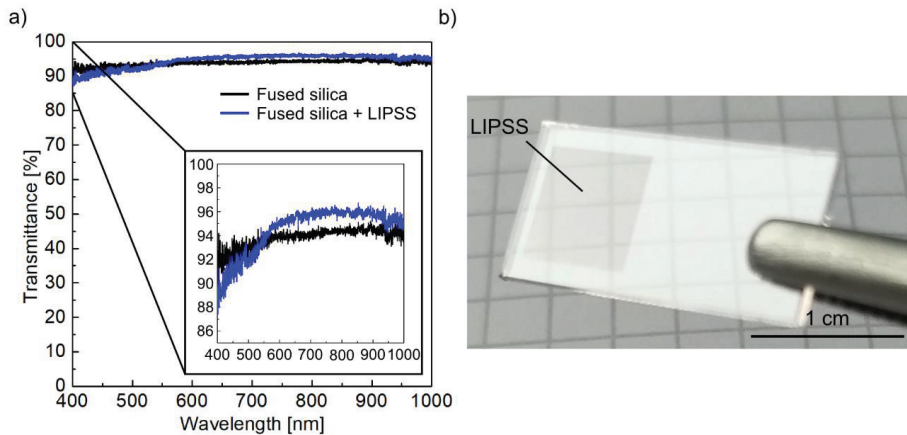 a)
100
90
80
70
60
50
40
30
20
10
0
Transmittance [%]
400 500 600 700 800 900 1000
Wavelength [nm]
Fused silica
Fused silica + LIPSS
100
98
96
94
92
90
88
86
400 500 600 700 800 900 1000
b)
LIPSS
1 cm